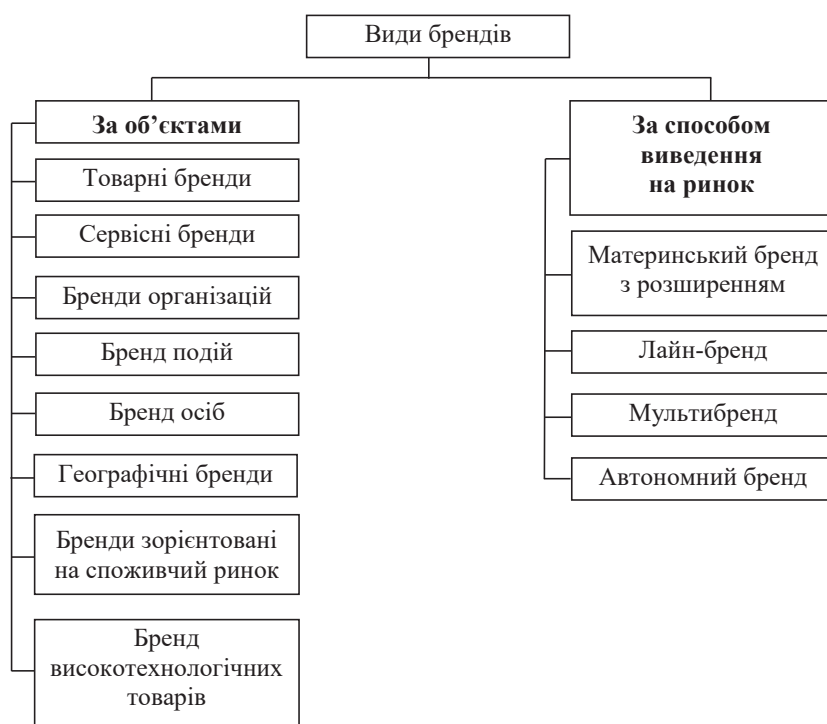 Види брендів
За об’єктами
Товарні бренди
Сервісні бренди
Бренди організацій
Бренд подій
Бренд осіб
Географічні бренди
Бренди зорієнтовані
на споживчий ринок
Бренд
високотехнологічних
товарів
За способом
виведення
на ринок
Материнський бренд
з розширенням
Лайн-бренд
Мультибренд
Автономний бренд